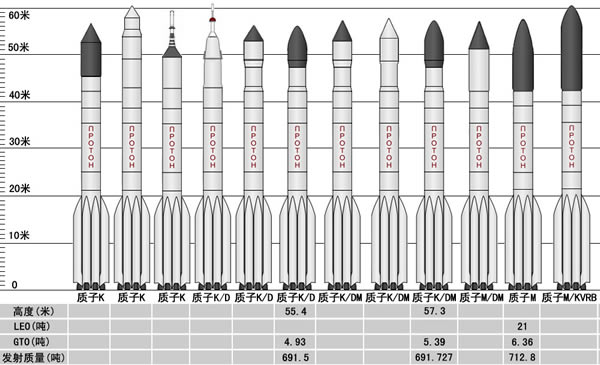 60米
50米
40米
30米
20米
10米
0
ПРОТОН ПРОТОН ПРОТОН ПРОТОН ПРОТОН ПРОТОН ПРОТОН ПРОТОН ПРОТОН ПРОТОН ПРОТОН ПРОТОН
质子K 质子K 质子K 质子K/D 质子K/D 质子K/D 质子K/DM 质子K/DM 质子K/DM 质子M/DM 质子M 质子M/KVRB
高度(米) 55.4 57.3
LEO(吨) 21
GTO(吨) 4.93 5.39 6.36
发射质量(吨) 691.5 691.727 712.8